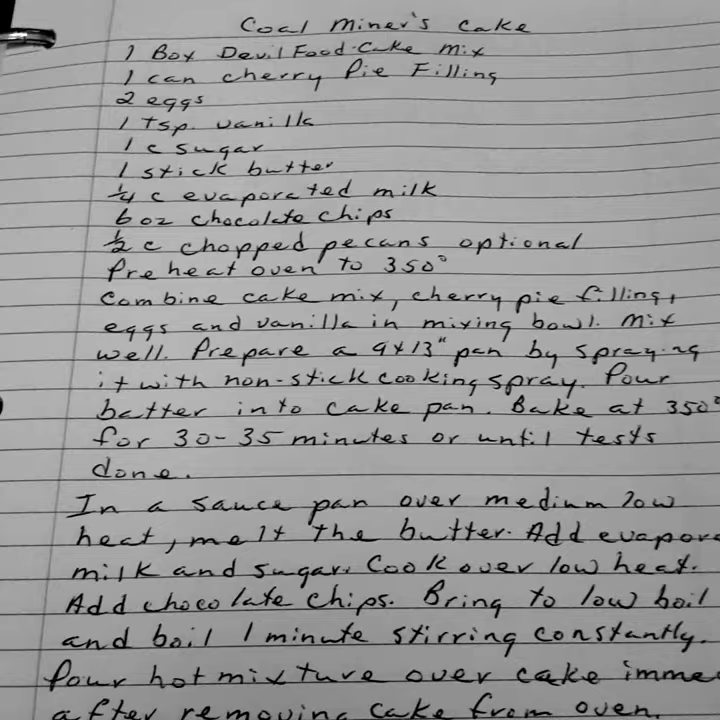 Coal Miner's Cake
1 Box Devil Food Cake Mix
1 can cherry Pie Filling
2 eggs
1 tsp. vanilla
1 c sugar
1 stick butter
1/4 c evaporated milk
6 oz chocolate chips
1/2 c chopped pecans optional
Preheat oven to 350°
Combine cake mix, cherry pie filling,
eggs and vanilla in mixing bowl. Mix
well. Prepare a 9x13" pan by spraying
it with non-stick cooking spray. Pour
batter into cake pan. Bake at 350°
for 30-35 minutes or until tests
done.
In a sauce pan over medium low
heat, melt the butter. Add evapor
milk and sugar. Cook over low heat.
Add chocolate chips. Bring to low boil
and boil 1 minute stirring constantly.
Pour hot mixture over cake imme
after removing cake from oven.